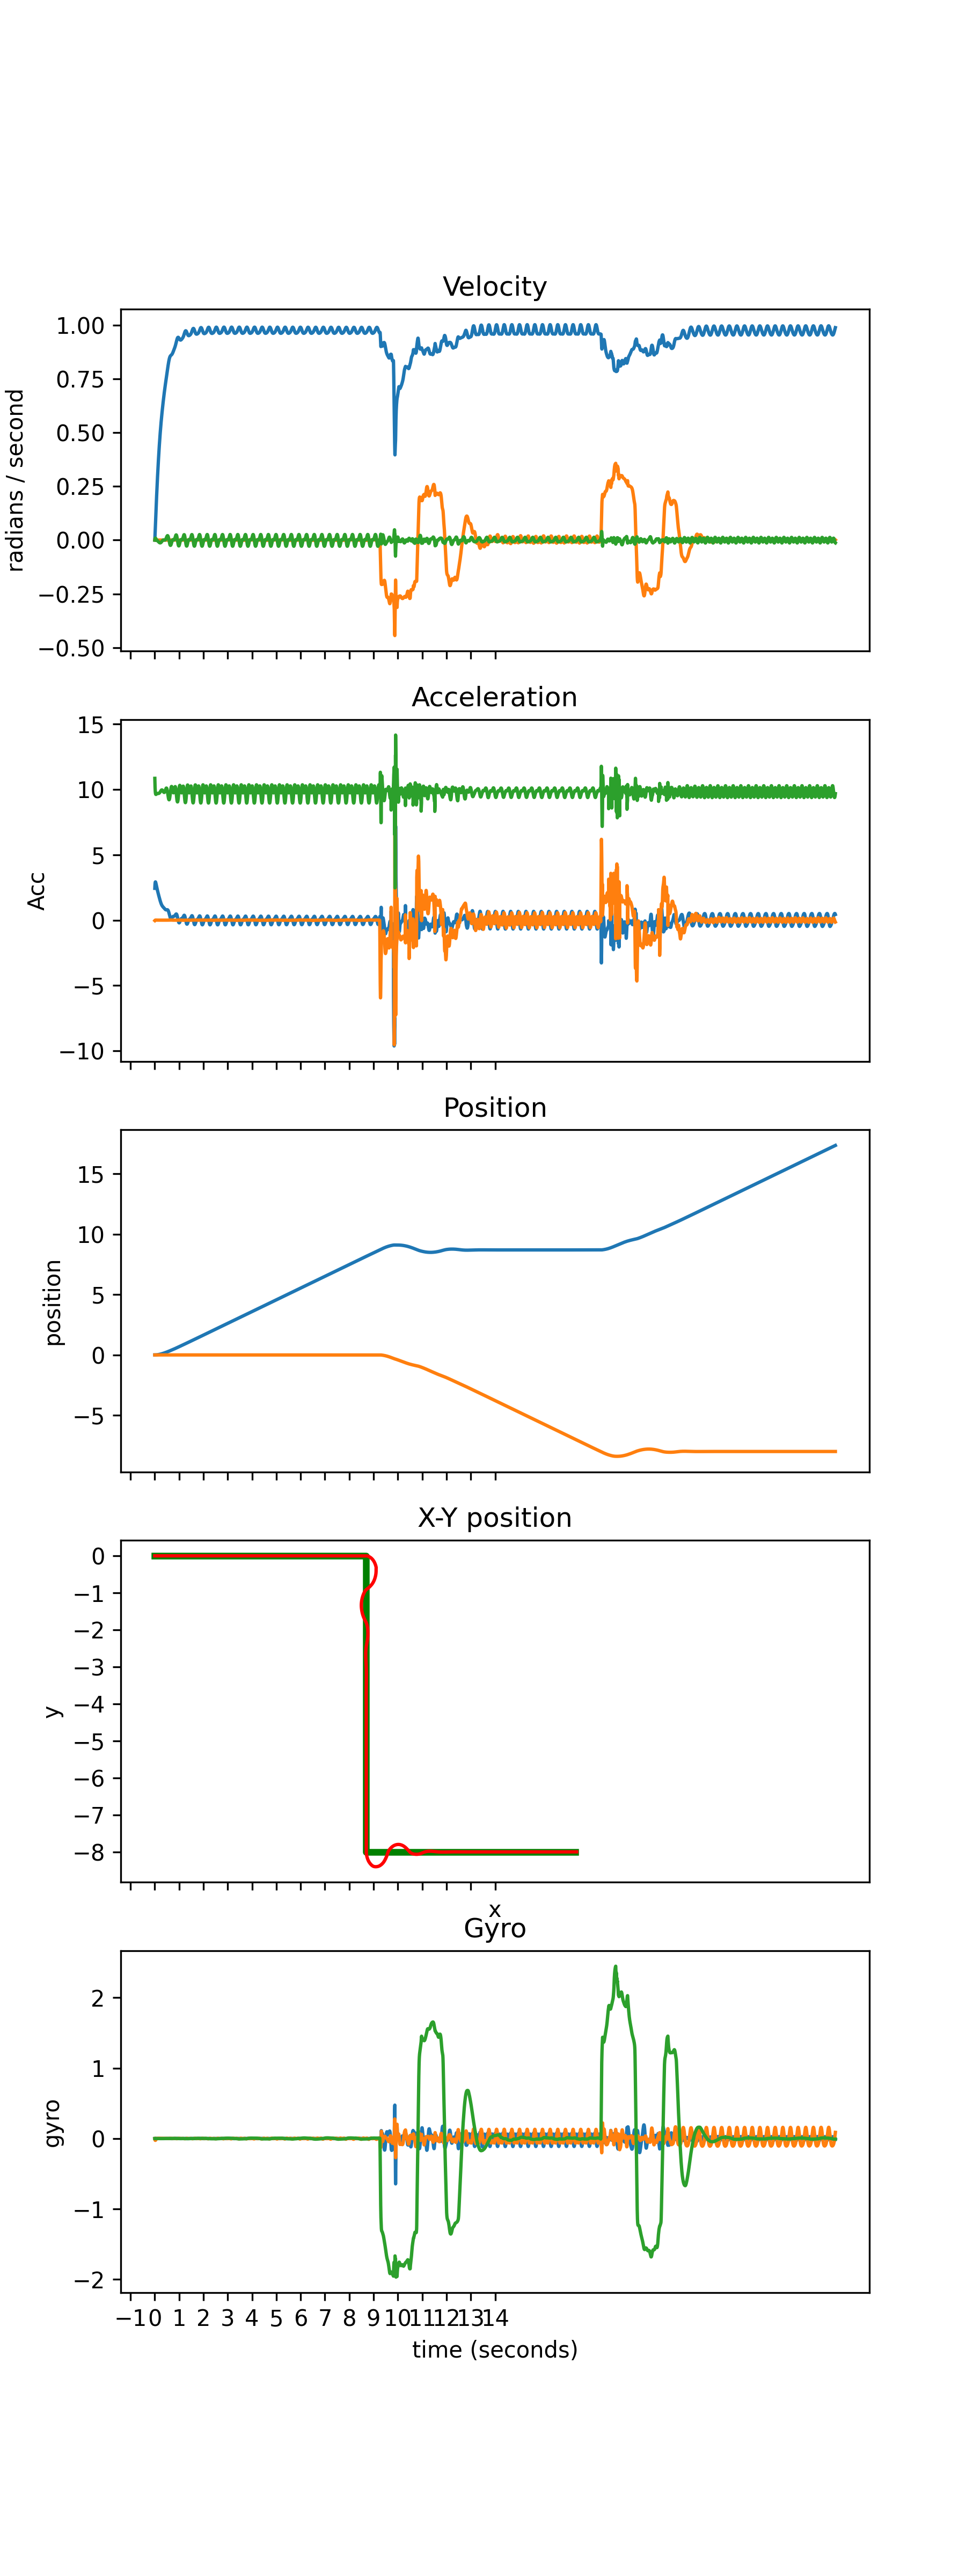 Velocity
1.00
0.75
0.50
0.25
0.00
−0.25
−0.50
radians / second
Acceleration
15
10
5
0
−5
−10
Acc
Position
15
10
5
0
−5
position
X-Y position
0
−1
−2
−3
−4
−5
−6
−7
−8
y
x
Gyro
2
1
0
−1
−2
gyro
−1 0 1 2 3 4 5 6 7 8 9 10 11 12 13 14
time (seconds)